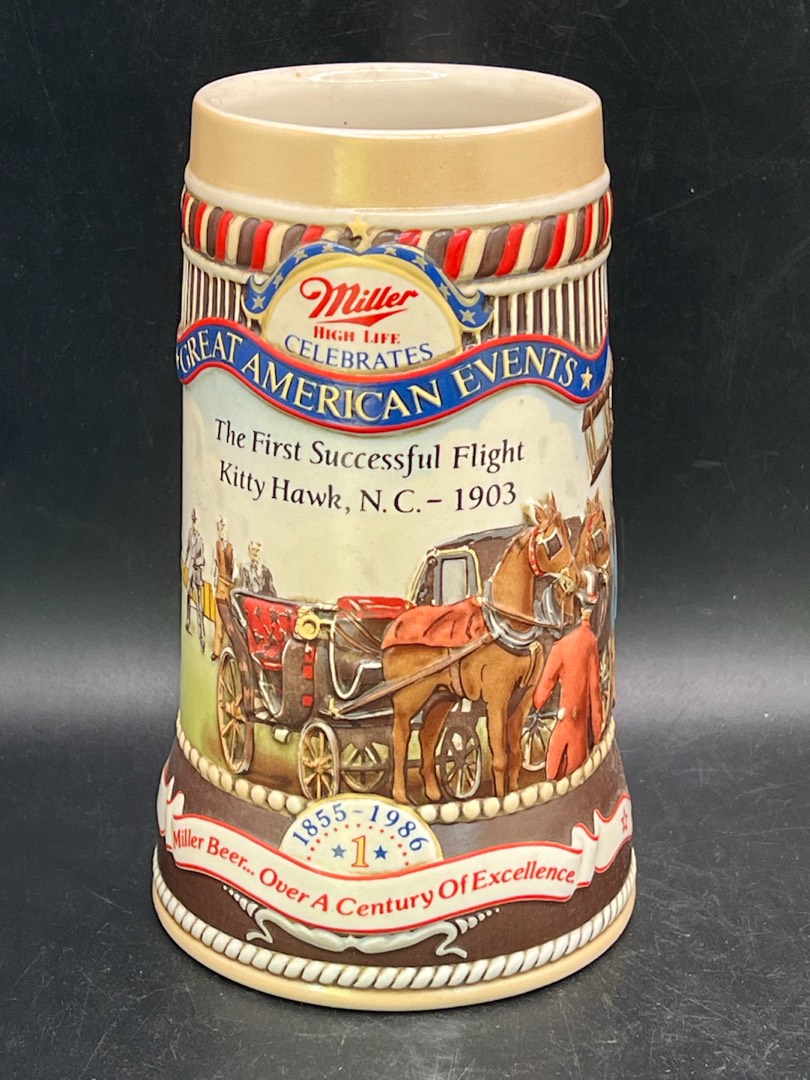 Miller
HIGH LIFE
CELEBRATES
GREAT AMERICAN EVENTS
The First Successful Flight
Kitty Hawk, N.C. – 1903
1855~1986
1
Miller Beer... Over A Century Of Excellence.